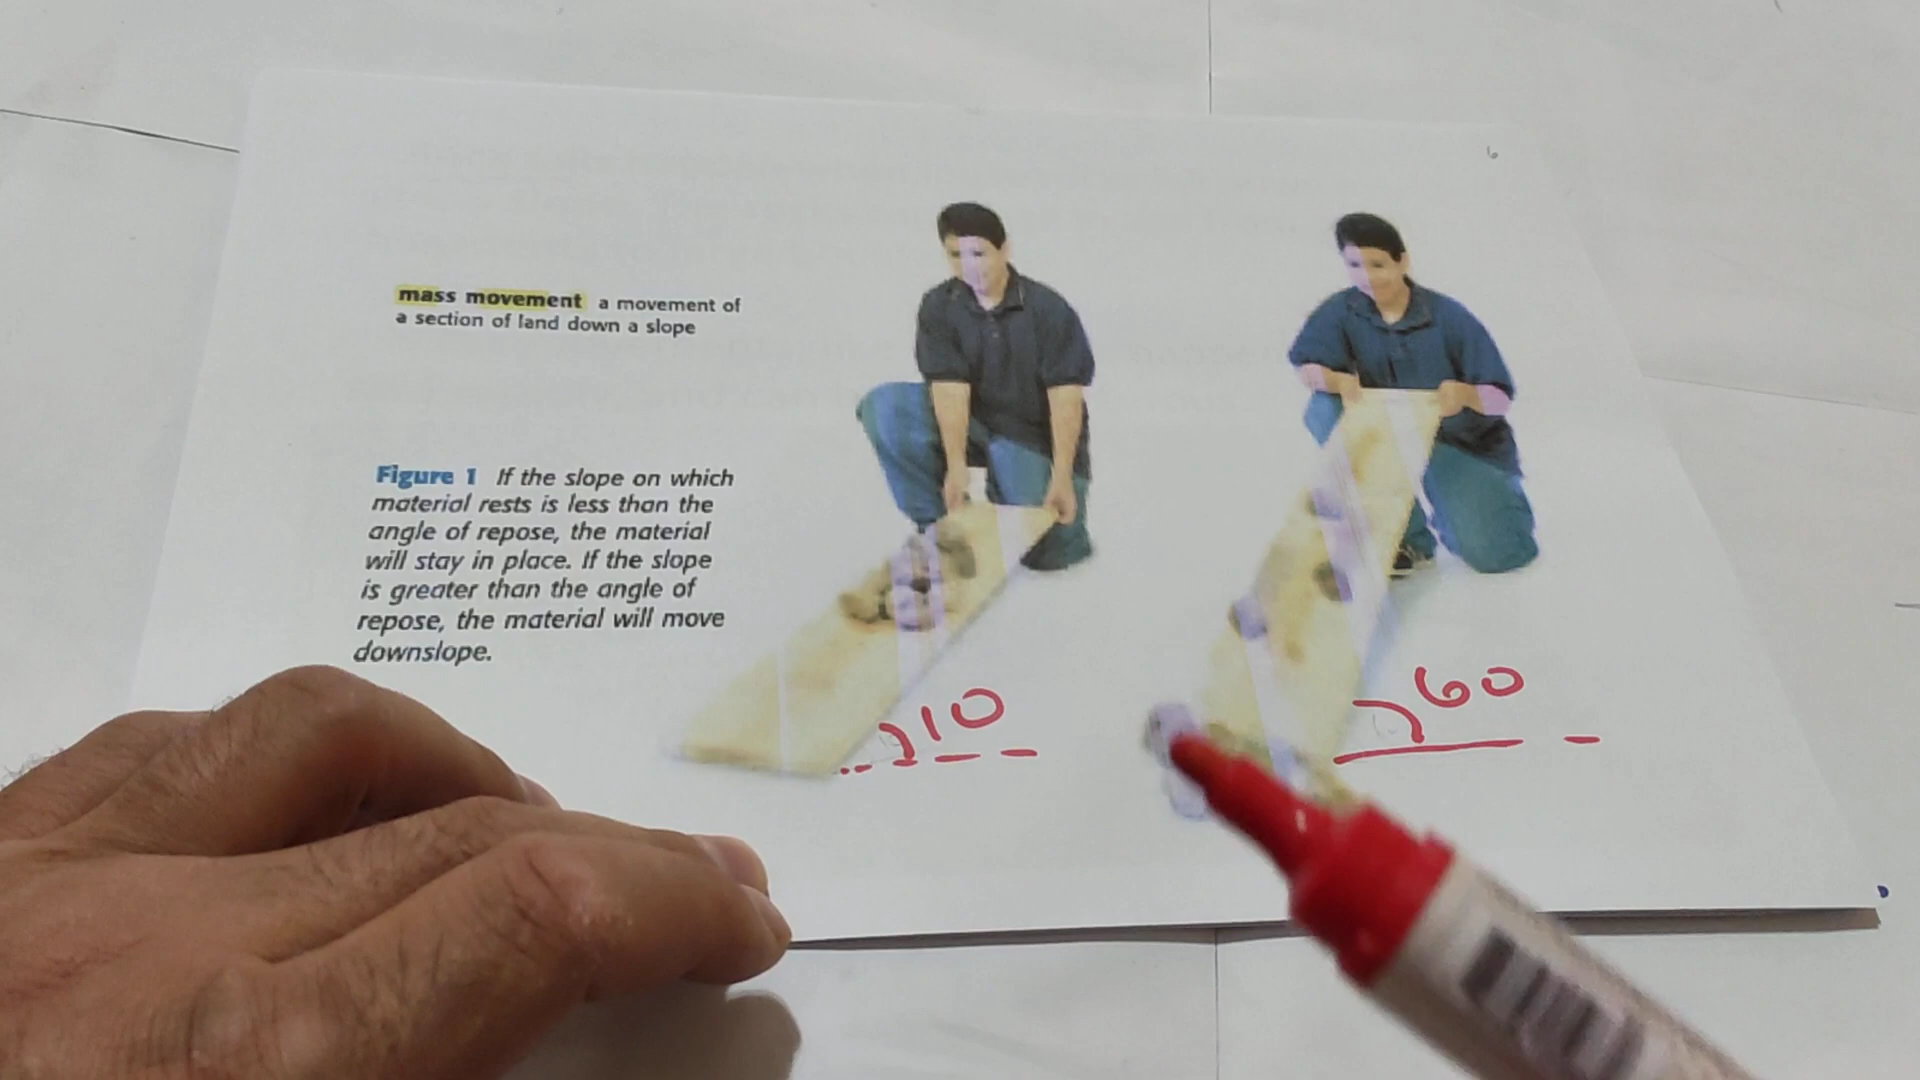 6
mass movement a movement of
a section of land down a slope
Figure 1 If the slope on which
material rests is less than the
angle of repose, the material
will stay in place. If the slope
is greater than the angle of
repose, the material will move
downslope.
10
60